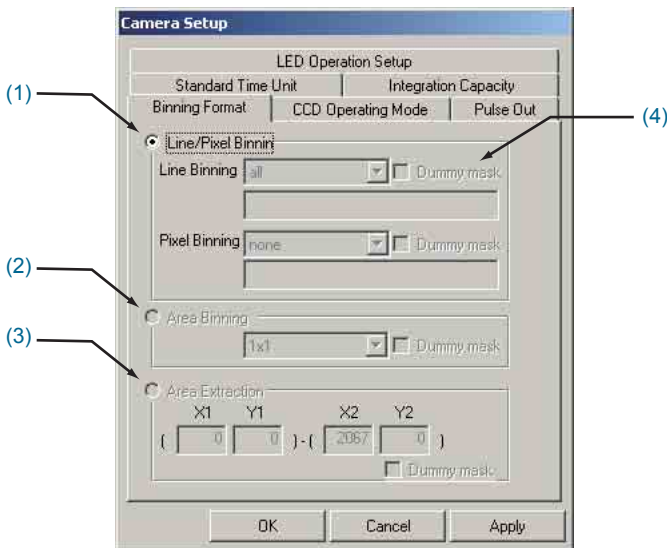 Camera Setup
LED Operation Setup
Standard Time Unit Integration Capacity
Binning Format CCD Operating Mode Pulse Out
(1)
(4)
Line/Pixel Binnin
Line Binning all Dummy mask
Pixel Binning none Dummy mask
(2)
Area Binning
1x1 Dummy mask
(3)
Area Extraction
X1 Y1 X2 Y2
( 0 0 ) - ( 2067 0 )
Dummy mask
OK Cancel Apply